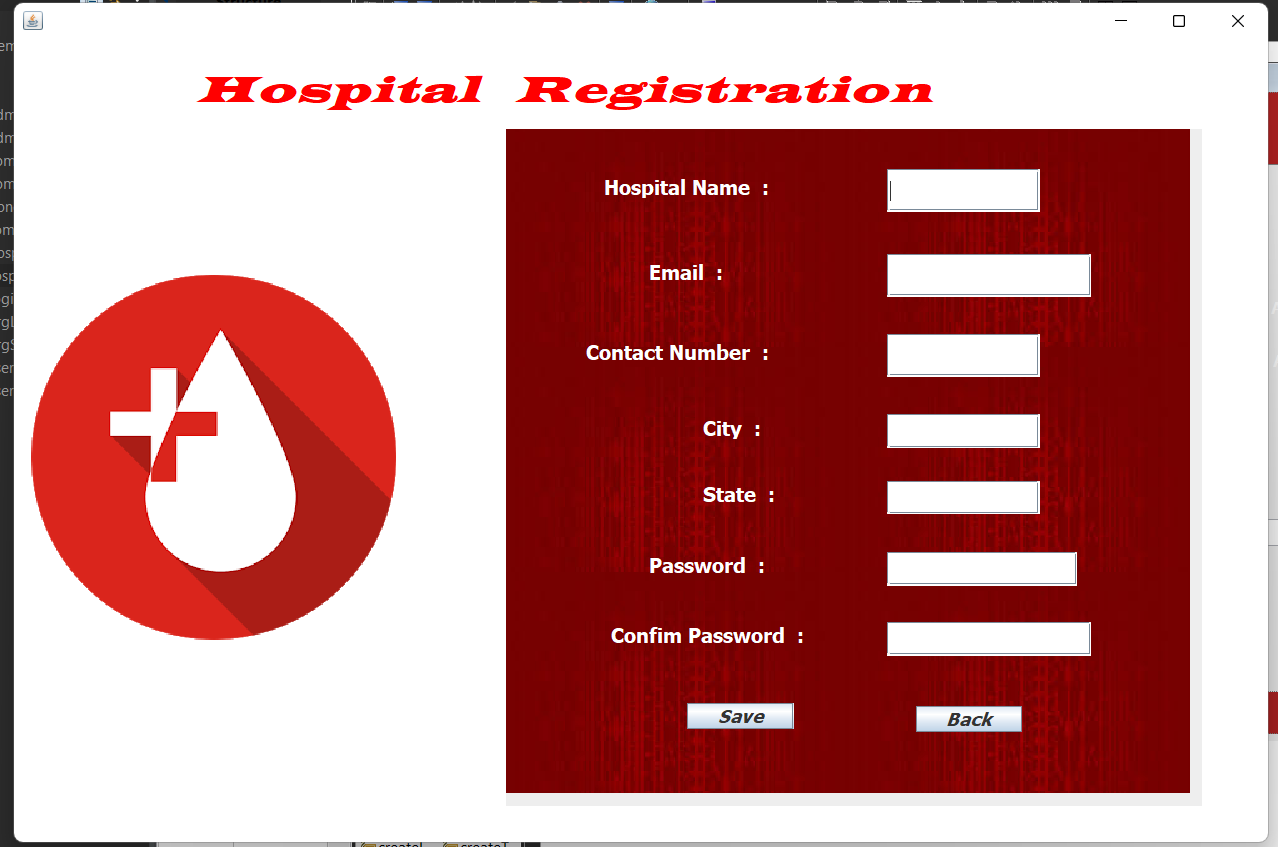 Hospital Registration
Hospital Name :
Email :
Contact Number :
City :
State :
Password :
Confim Password :
Save
Back